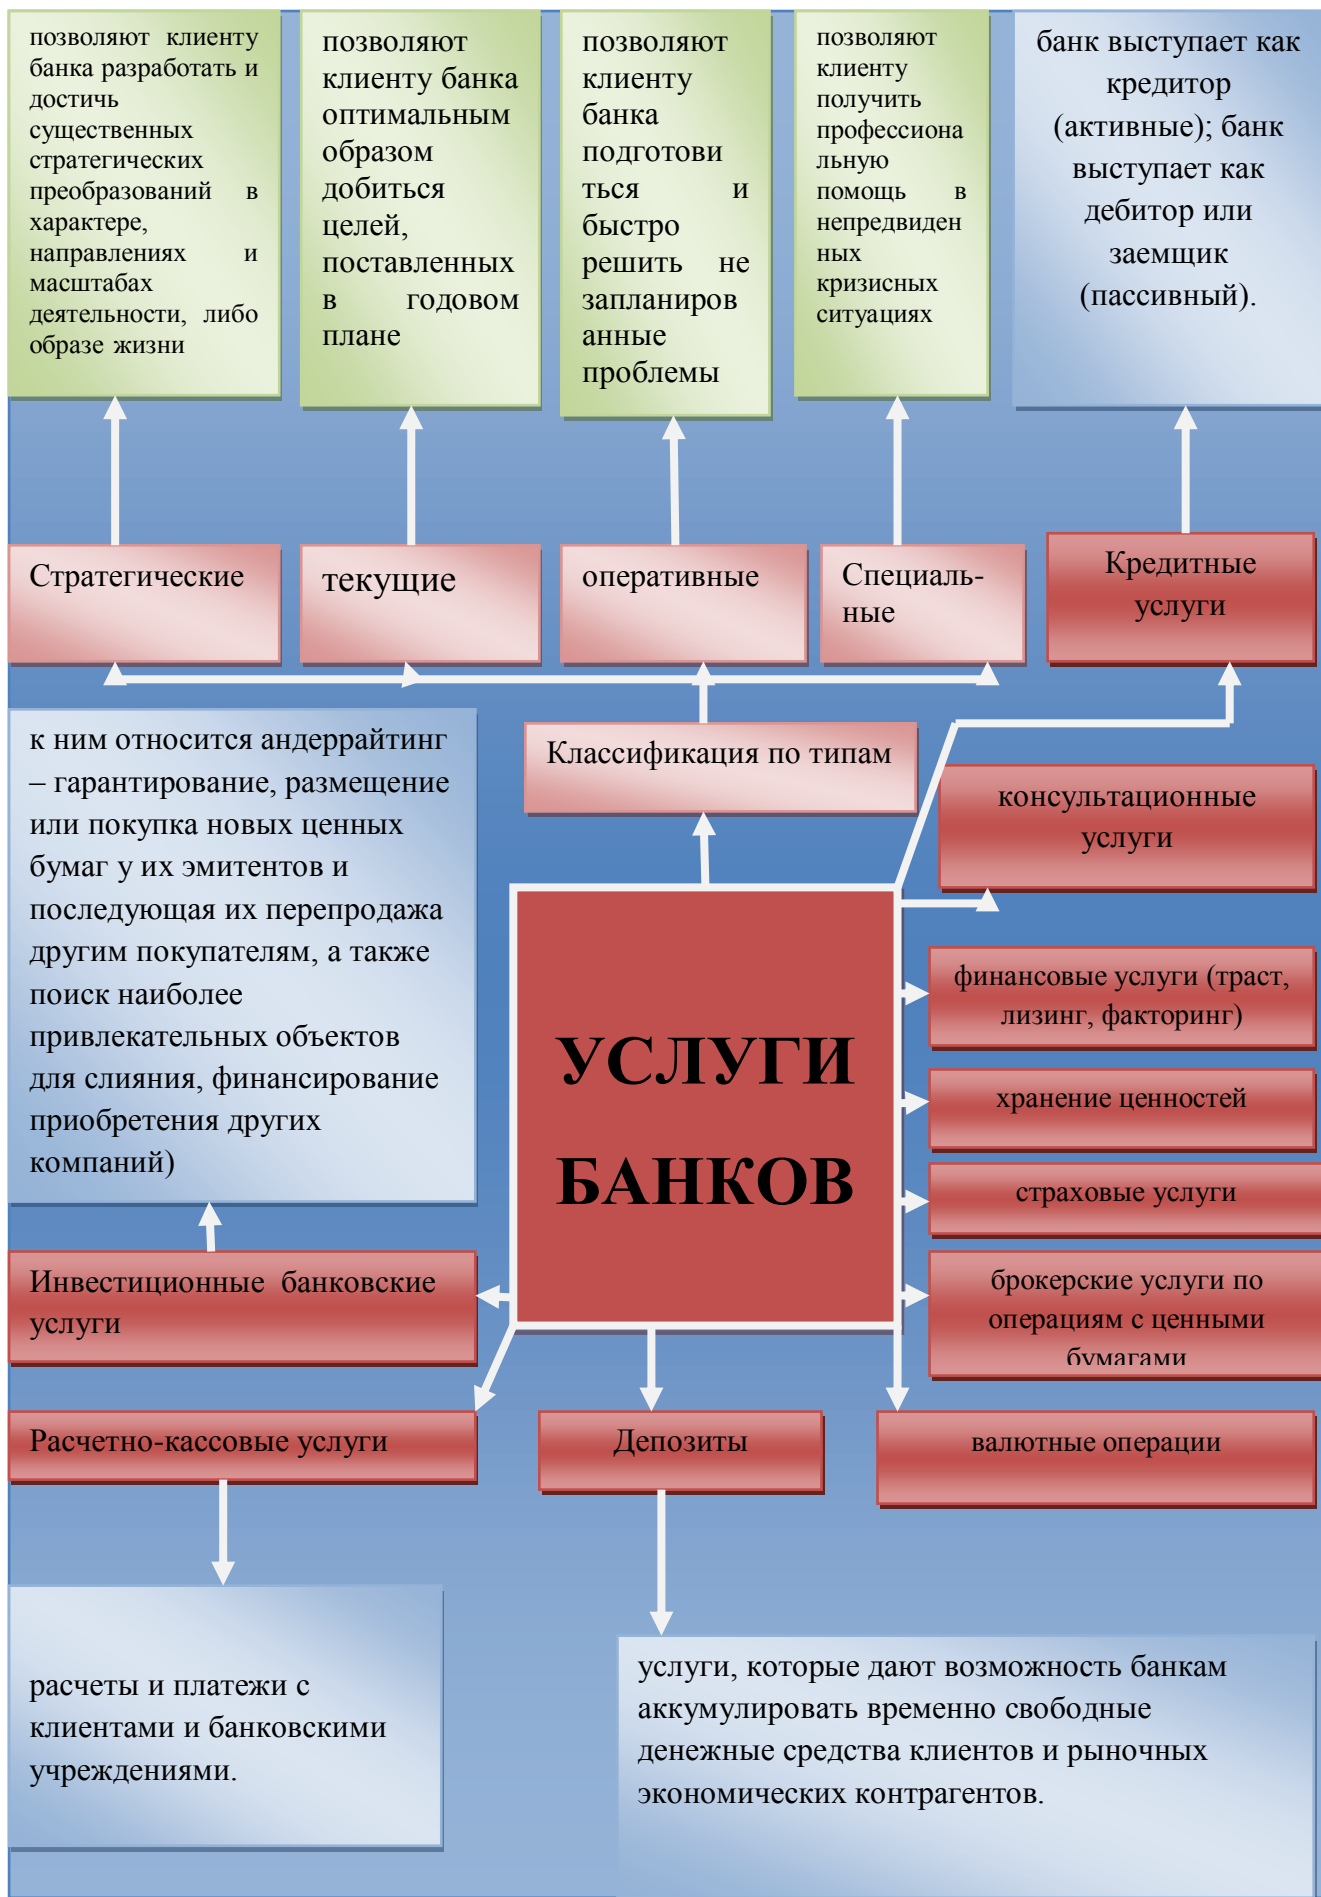 позволяют клиенту
банка разработать и
достичь
существенных
стратегических
преобразований в
характере,
направлениях и
масштабах
деятельности, либо
образе жизни
позволяют
клиенту банка
оптимальным
образом
добиться
целей,
поставленных
в годовом
плане
позволяют
клиенту
банка
подготови
ться и
быстро
решить не
запланиров
анные
проблемы
позволяют
клиенту
получить
профессиона
льную
помощь в
непредвиден
ных
кризисных
ситуациях
банк выступает как
кредитор
(активные); банк
выступает как
дебитор или
заемщик
(пассивный).
Стратегические
текущие
оперативные
Специаль-
ные
Кредитные
услуги
к ним относится андеррайтинг
– гарантирование, размещение
или покупка новых ценных
бумаг у их эмитентов и
последующая их перепродажа
другим покупателям, а также
поиск наиболее
привлекательных объектов
для слияния, финансирование
приобретения других
компаний)
Классификация по типам
консультационные
услуги
УСЛУГИ
БАНКОВ
финансовые услуги (траст,
лизинг, факторинг)
хранение ценностей
страховые услуги
брокерские услуги по
операциям с ценными
бумагами
Инвестиционные банковские
услуги
Расчетно-кассовые услуги
Депозиты
валютные операции
расчеты и платежи с
клиентами и банковскими
учреждениями.
услуги, которые дают возможность банкам
аккумулировать временно свободные
денежные средства клиентов и рыночных
экономических контрагентов.